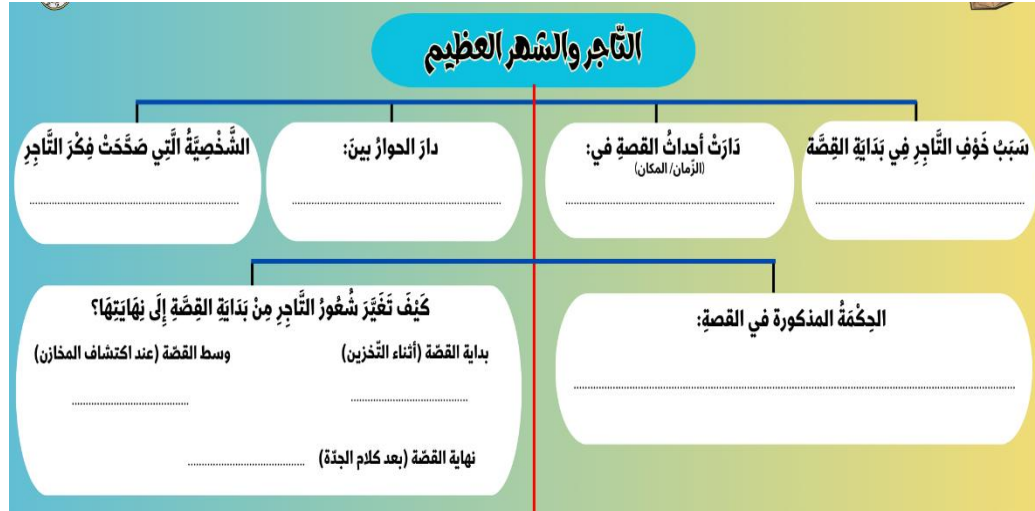 التّاجر والشهر العظيم
سَبَبُ خَوْفِ التَّاجِرِ فِي بَدَايَةِ القِصَّة
دَارَتْ أحداثُ القصةِ في:
(الزّمان/ المكان)
دارَ الحوارُ بينَ:
الشَّخْصِيَّةُ الَّتِي صَحَّحَتْ فِكْرَ التَّاجِرِ
الحِكْمَةُ المذكورة في القصةِ:
كَيْفَ تَغَيَّرَ شُعُورُ التَّاجِرِ مِنْ بَدَايَةِ القِصَّةِ إِلَى نِهَايَتِهَا؟
بداية القصّة (أثناء التّخزين)
وسط القصّة (عند اكتشاف المخازن)
نهاية القصّة (بعد كلام الجدّة)